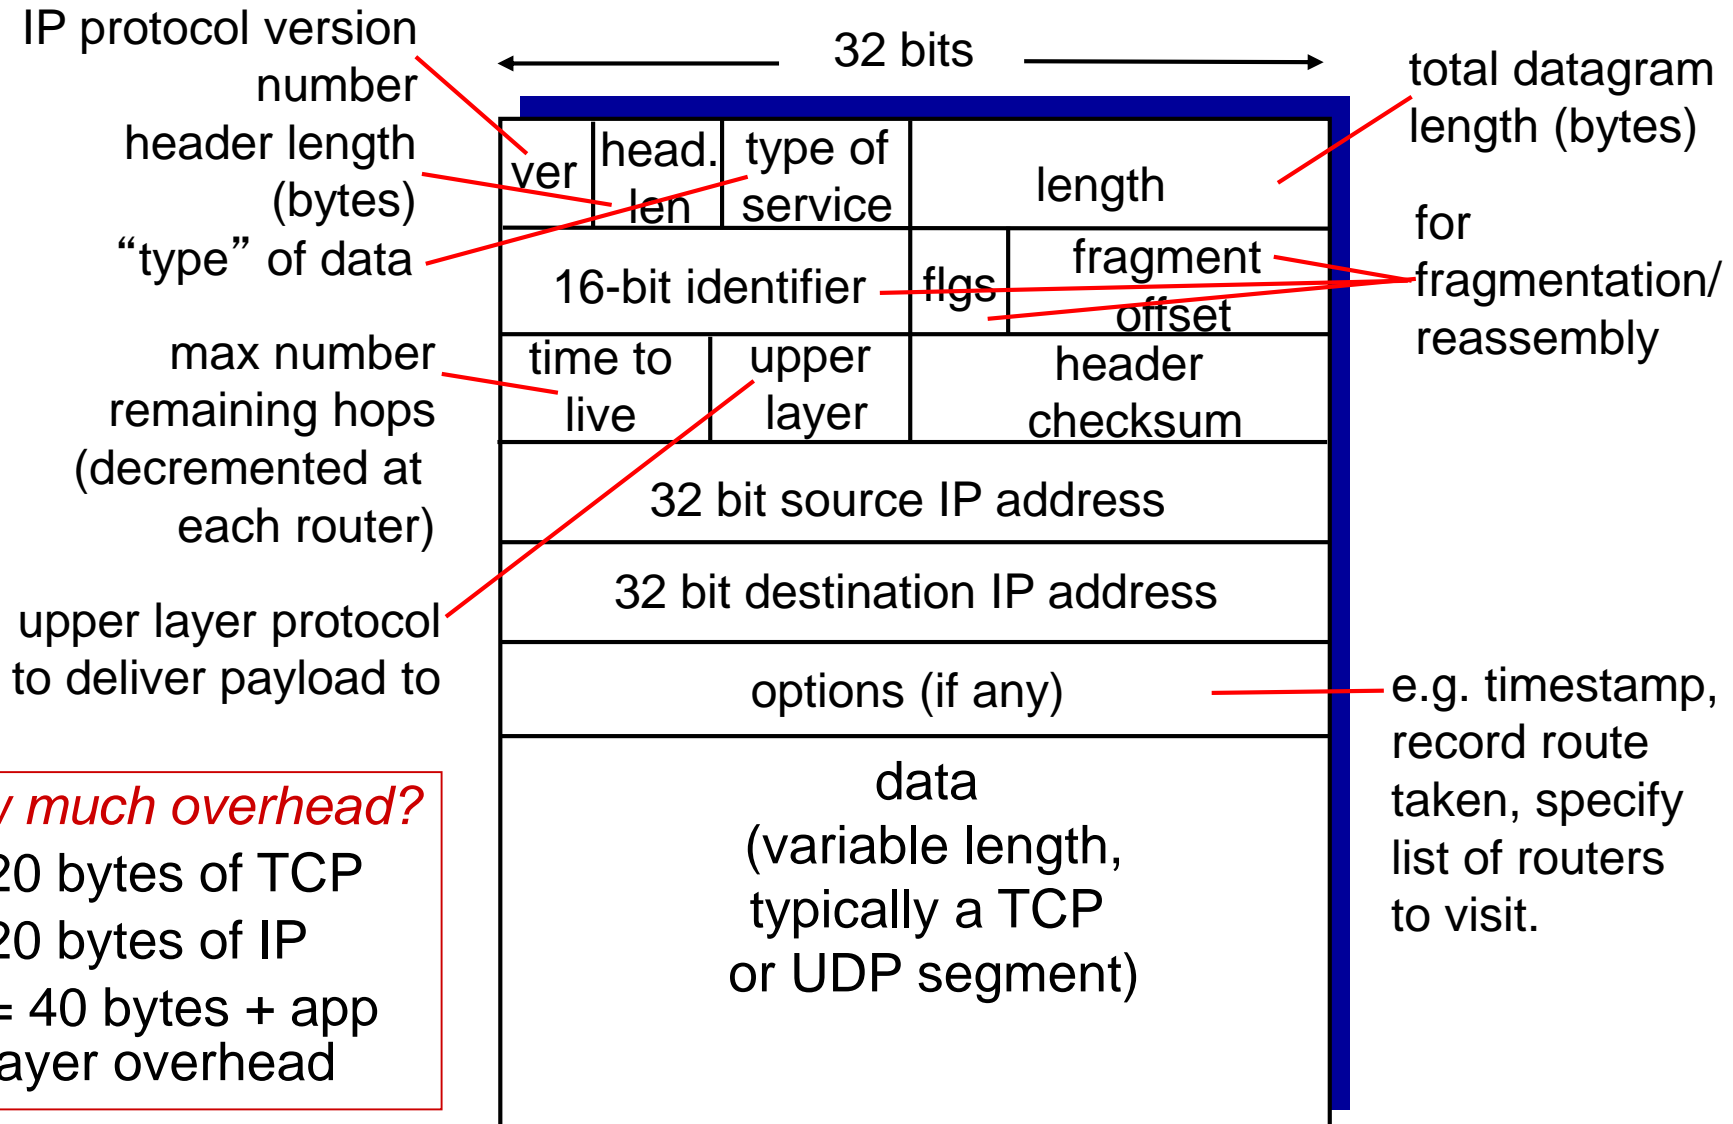 IP protocol version
number
header length
(bytes)
“type” of data
max number
remaining hops
(decremented at
each router)
upper layer protocol
to deliver payload to
much overhead?
20 bytes of TCP
20 bytes of IP
= 40 bytes + app
overhead
32 bits
ver
head.
len
type of
service
length
16-bit identifier
flgs
fragment
offset
time to
live
upper
layer
header
checksum
32 bit source IP address
32 bit destination IP address
options (if any)
data
(variable length,
typically a TCP
or UDP segment)
total datagram
length (bytes)
for
fragmentation/
reassembly
e.g. timestamp,
record route
taken, specify
list of routers
to visit.